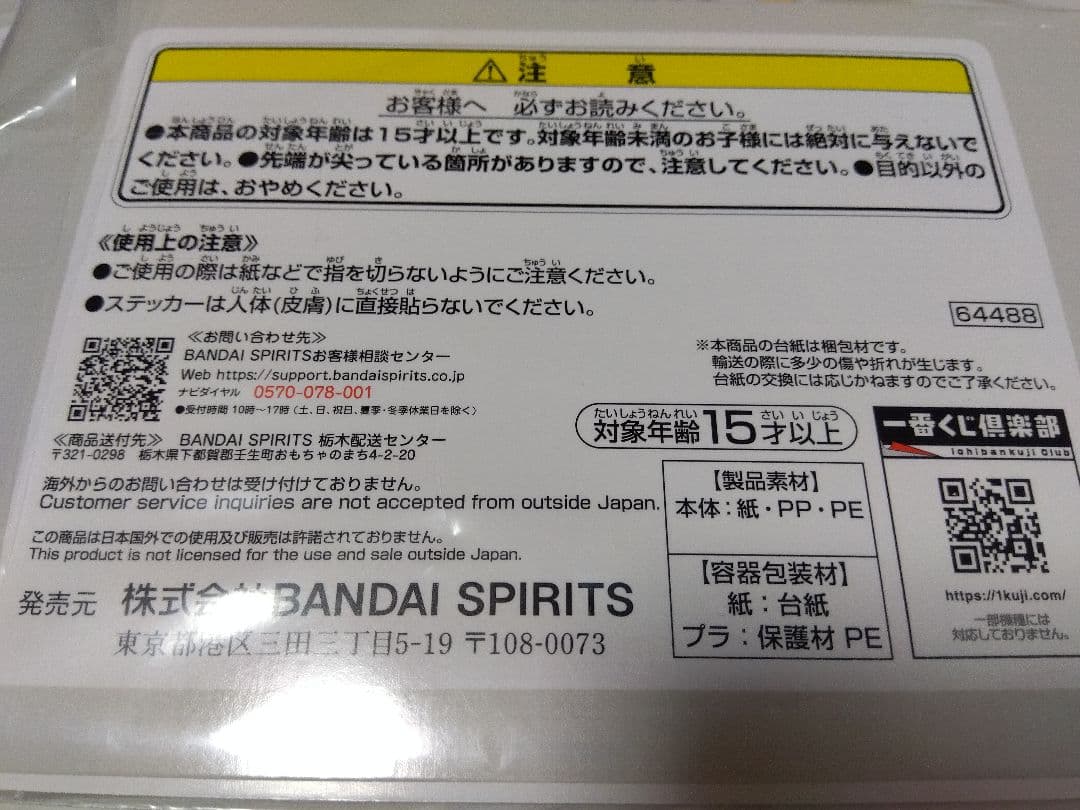 ⚠注意
お客様へ 必ずお読みください。
●本商品の対象年齢は15才以上です。対象年齢未満のお子様には絶対に与えないで
ください。●先端が尖っている箇所がありますので、注意してください。●目的以外の
ご使用は、おやめください。
《使用上の注意》
●ご使用の際は紙などで指を切らないようにご注意ください。
●ステッカーは人体(皮膚)に直接貼らないでください。
64488
≪お問い合わせ先≫
BANDAI SPIRITSお客様相談センター
Web https://support.bandaispirits.co.jp
ナビダイヤル 0570-078-001
●受付時間 10時〜17時(土、日、祝日、夏季・冬季休業日を除く)
≪商品送付先≫ BANDAI SPIRITS 栃木配送センター
〒321-0298 栃木県下都賀郡壬生町おもちゃのまち4-2-20
※本商品の台紙は梱包材です。
輸送の際に多少の傷や折れが生じます。
台紙の交換には応じかねますのでご了承ください。
対象年齢15才以上
海外からのお問い合わせは受け付けておりません。
Customer service inquiries are not accepted from outside Japan.
この商品は日本国外での使用及び販売は許諾されておりません。
This product is not licensed for the use and sale outside Japan.
発売元 株式会社BANDAI SPIRITS
東京都港区三田三丁目5-19 〒108-0073
【製品素材】
本体:紙・PP・PE
【容器包装材】
紙:台紙
プラ:保護材 PE
一番くじ倶楽部
Ichibankuji Club
https://1kuji.com/
一部機種には
対応しておりません。